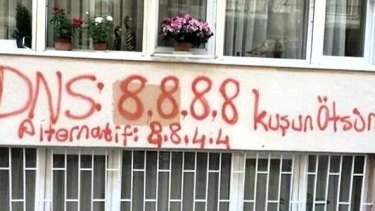 DNS: 8.8.8.8 kuşun Ötsün
Alternatif: 8.8.4.4